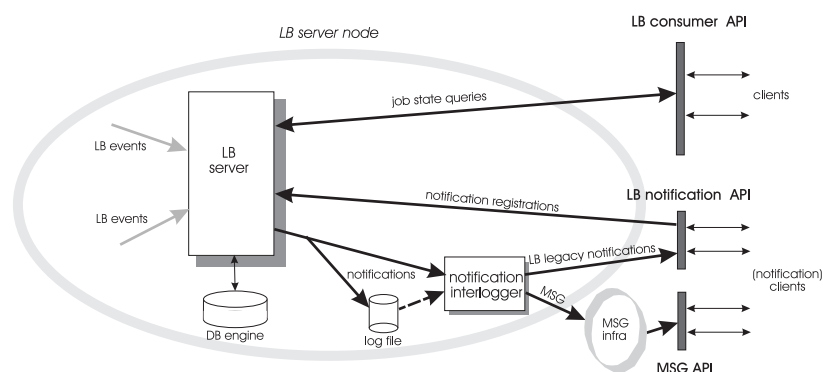 LB server node
LB consumer API
job state queries
clients
LB events
LB
server
notification registrations
LB notification API
LB events
LB legacy notifications
notifications
notification
interlogger
(notification)
clients
MSG
MSG
infra
DB engine
log file
MSG API